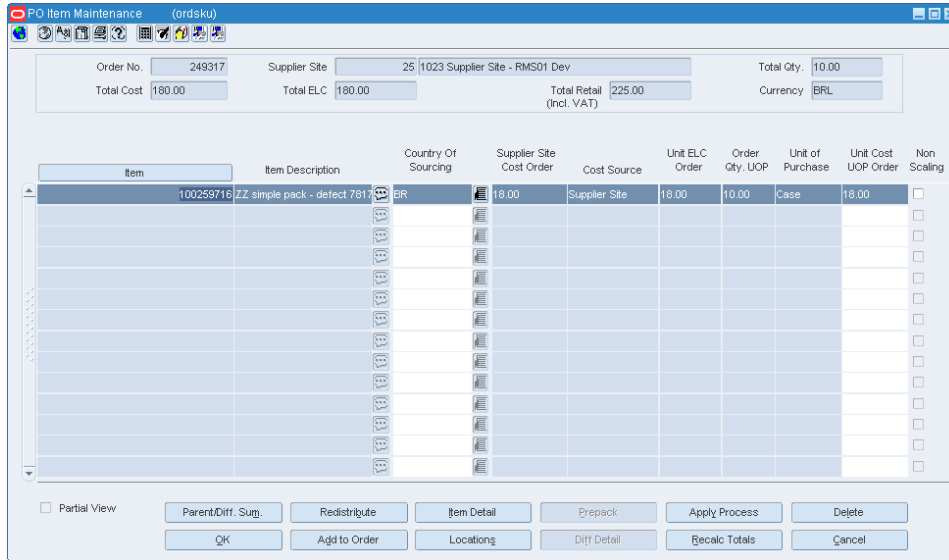 PO Item Maintenance (ordsku)
Order No. 249317 Supplier Site 25 1023 Supplier Site - RMS01 Dev Total Qty. 10.00
Total Cost 180.00 Total ELC 180.00 Total Retail (Incl. VAT) 225.00 Currency BRL
Item Item Description Country Of Sourcing Supplier Site Cost Order Cost Source Unit ELC Order Order Qty. UOP Unit of Purchase Unit Cost UOP Order Non Scaling
100259716 ZZ simple pack - defect 7817 BR 18.00 Supplier Site 18.00 10.00 Case 18.00
Partial View Parent/Diff. Sum. Redistribute Item Detail Prepack Apply Process Delete
OK Add to Order Locations Diff Detail Recalc Totals Cancel